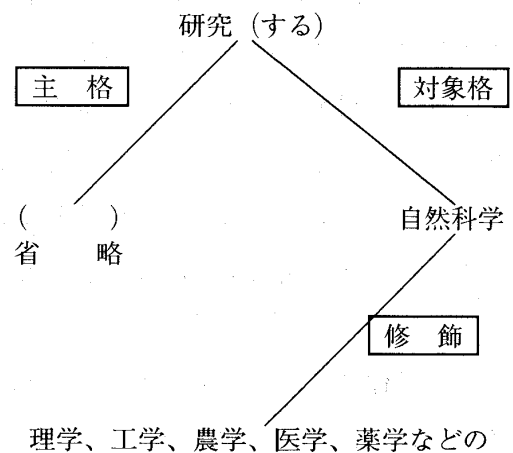 研究（する）
主　格　対象格
（　　　）　自然科学
省　略
修　飾
理学、工学、農学、医学、薬学などの